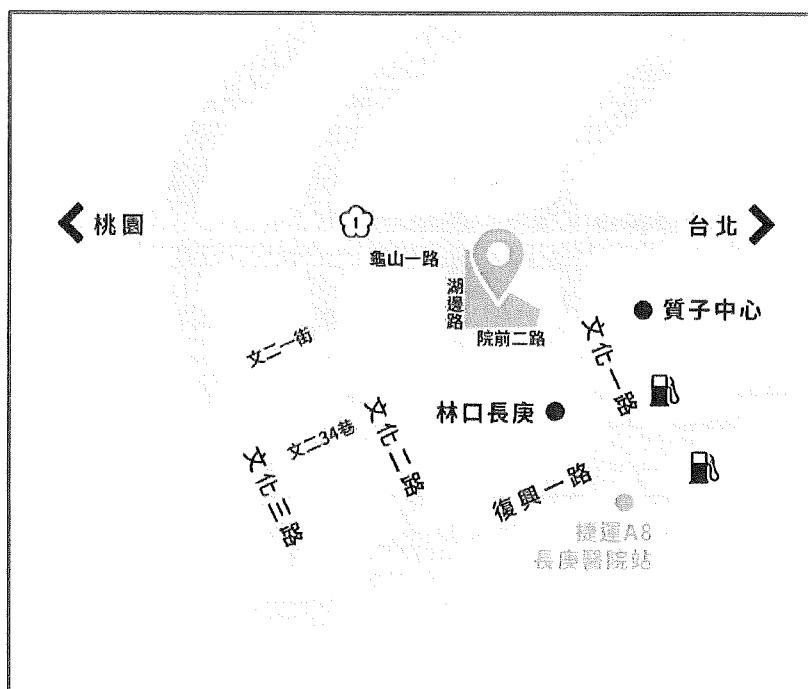 桃園
1
台北
龜山一路
湖邊路
質子中心
院前二路
文化一路
文二一街
林口長庚
文化二路
文二34巷
文化三路
復興一路
捷運A8
長庚醫院站